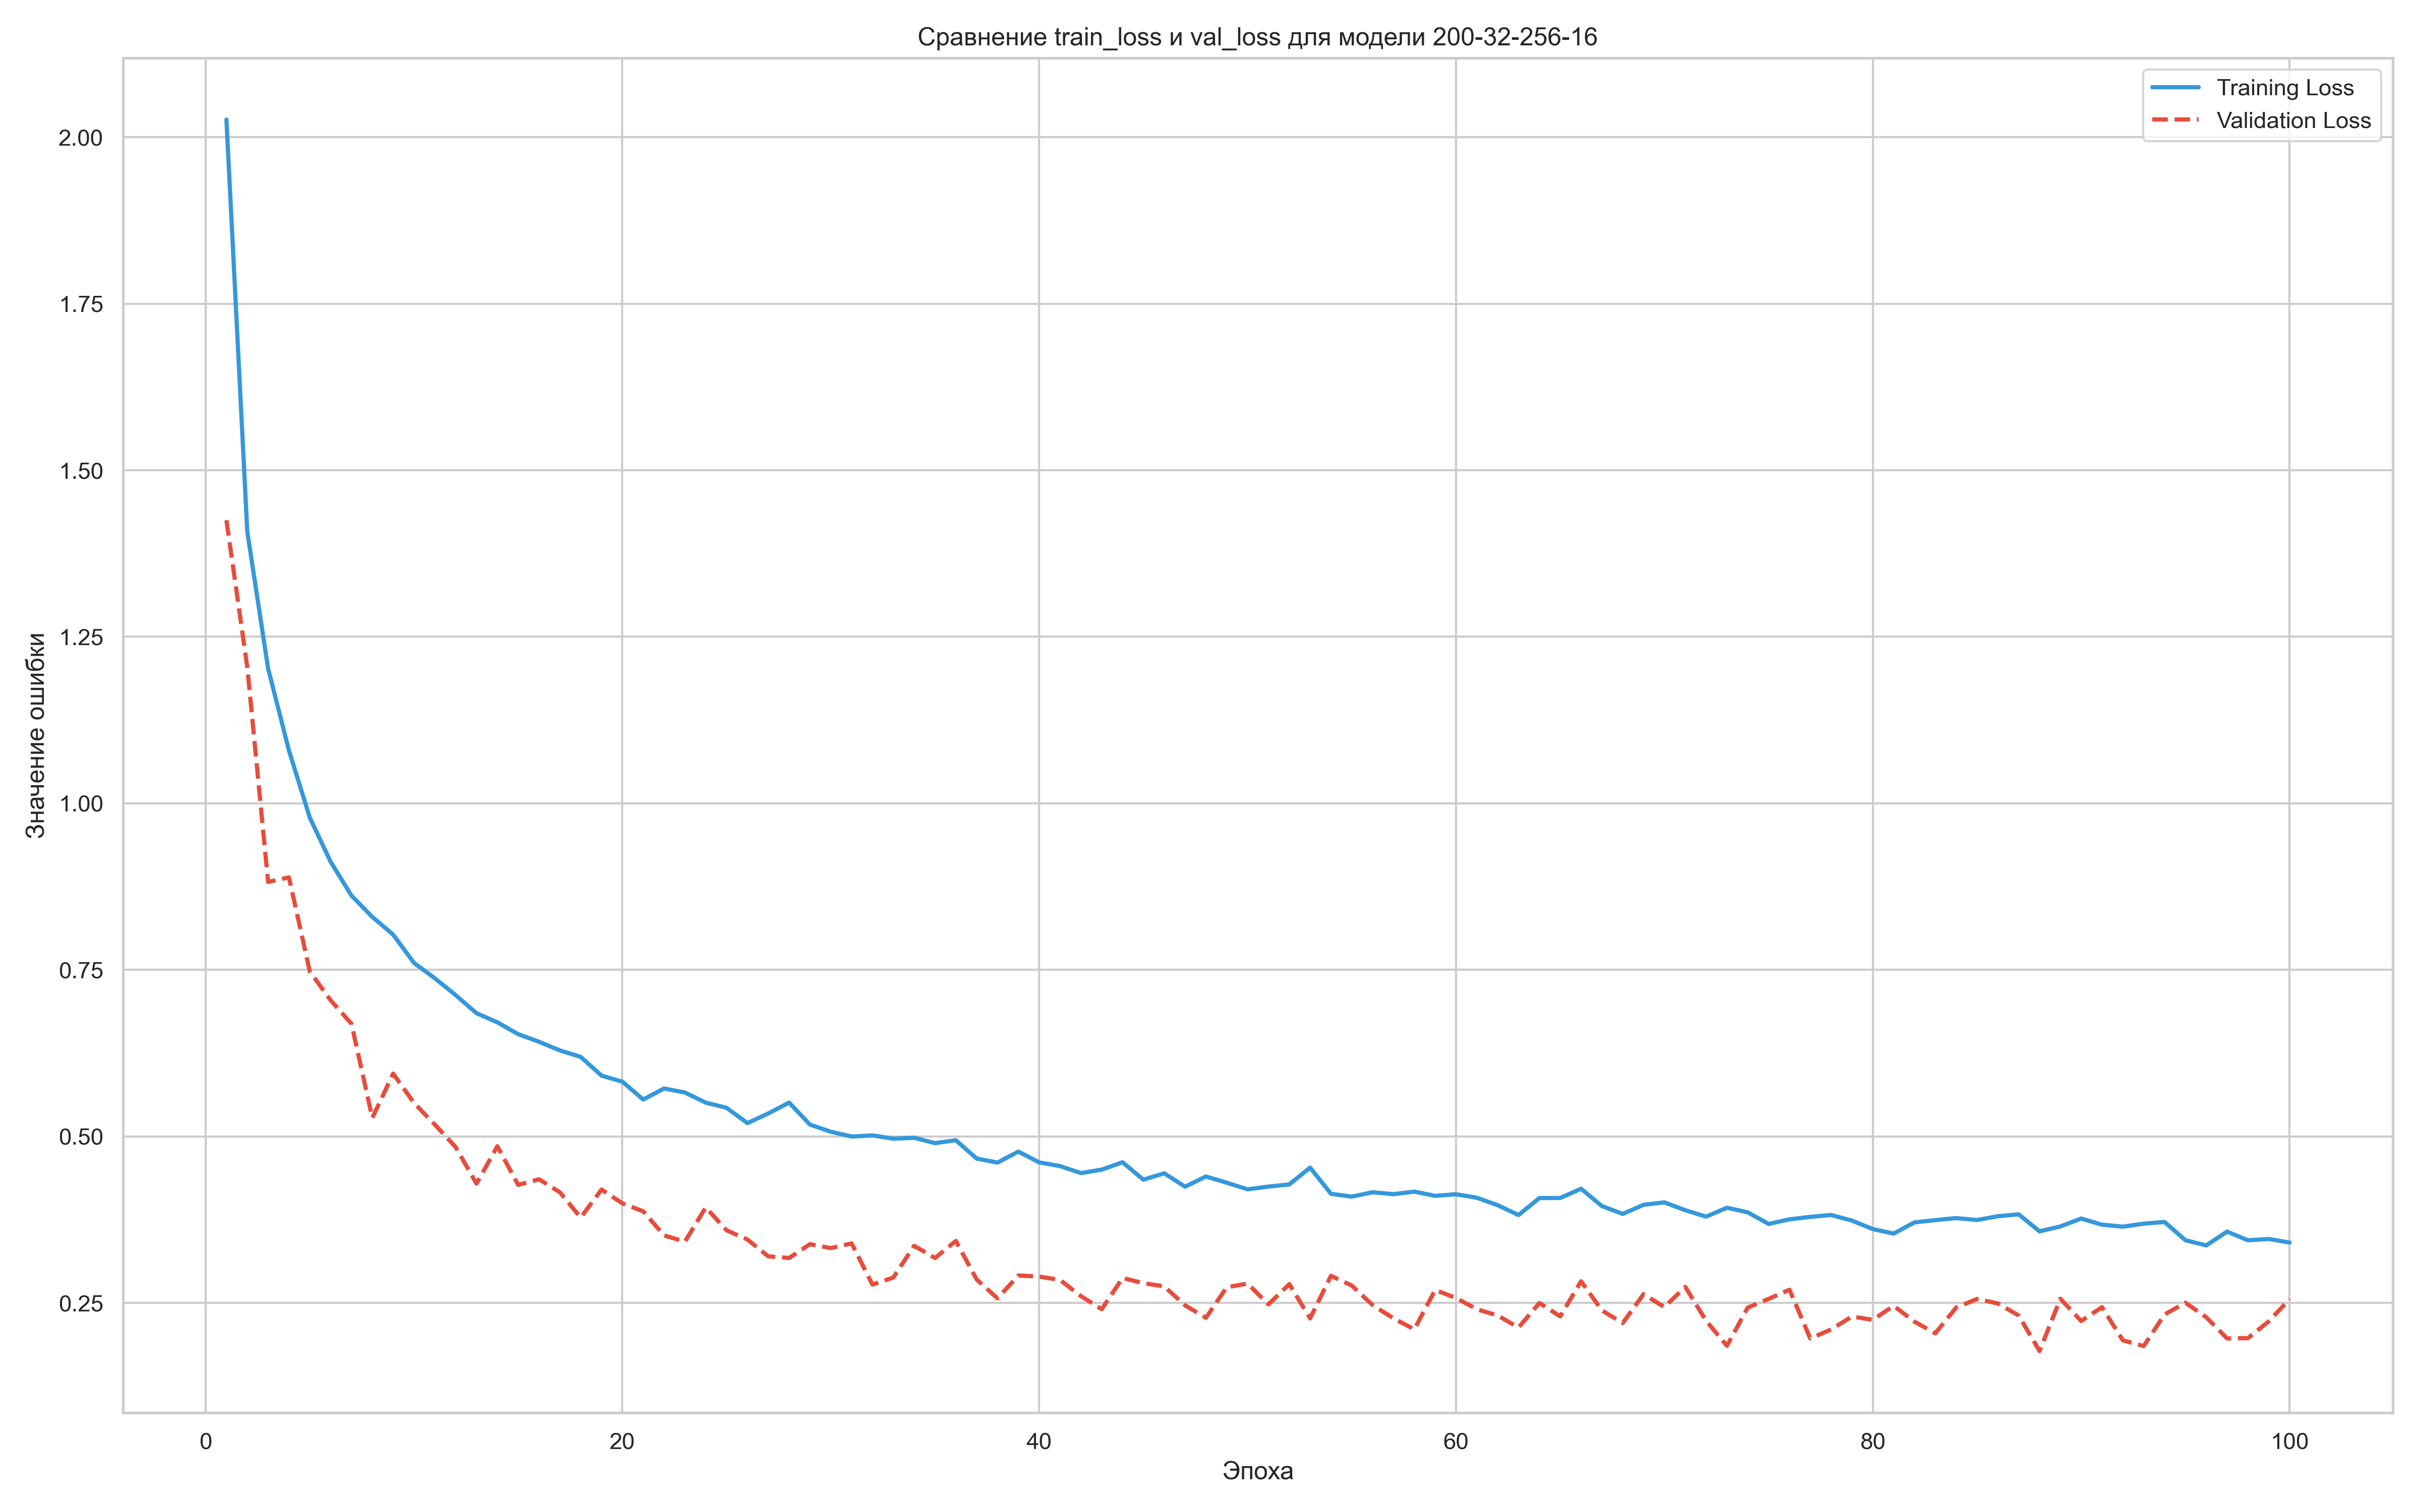 Сравнение train_loss и val_loss для модели 200-32-256-16
Training Loss
Validation Loss
2.00
1.75
1.50
1.25
1.00
0.75
0.50
0.25
Значение ошибки
0 20 40 60 80 100
Эпоха